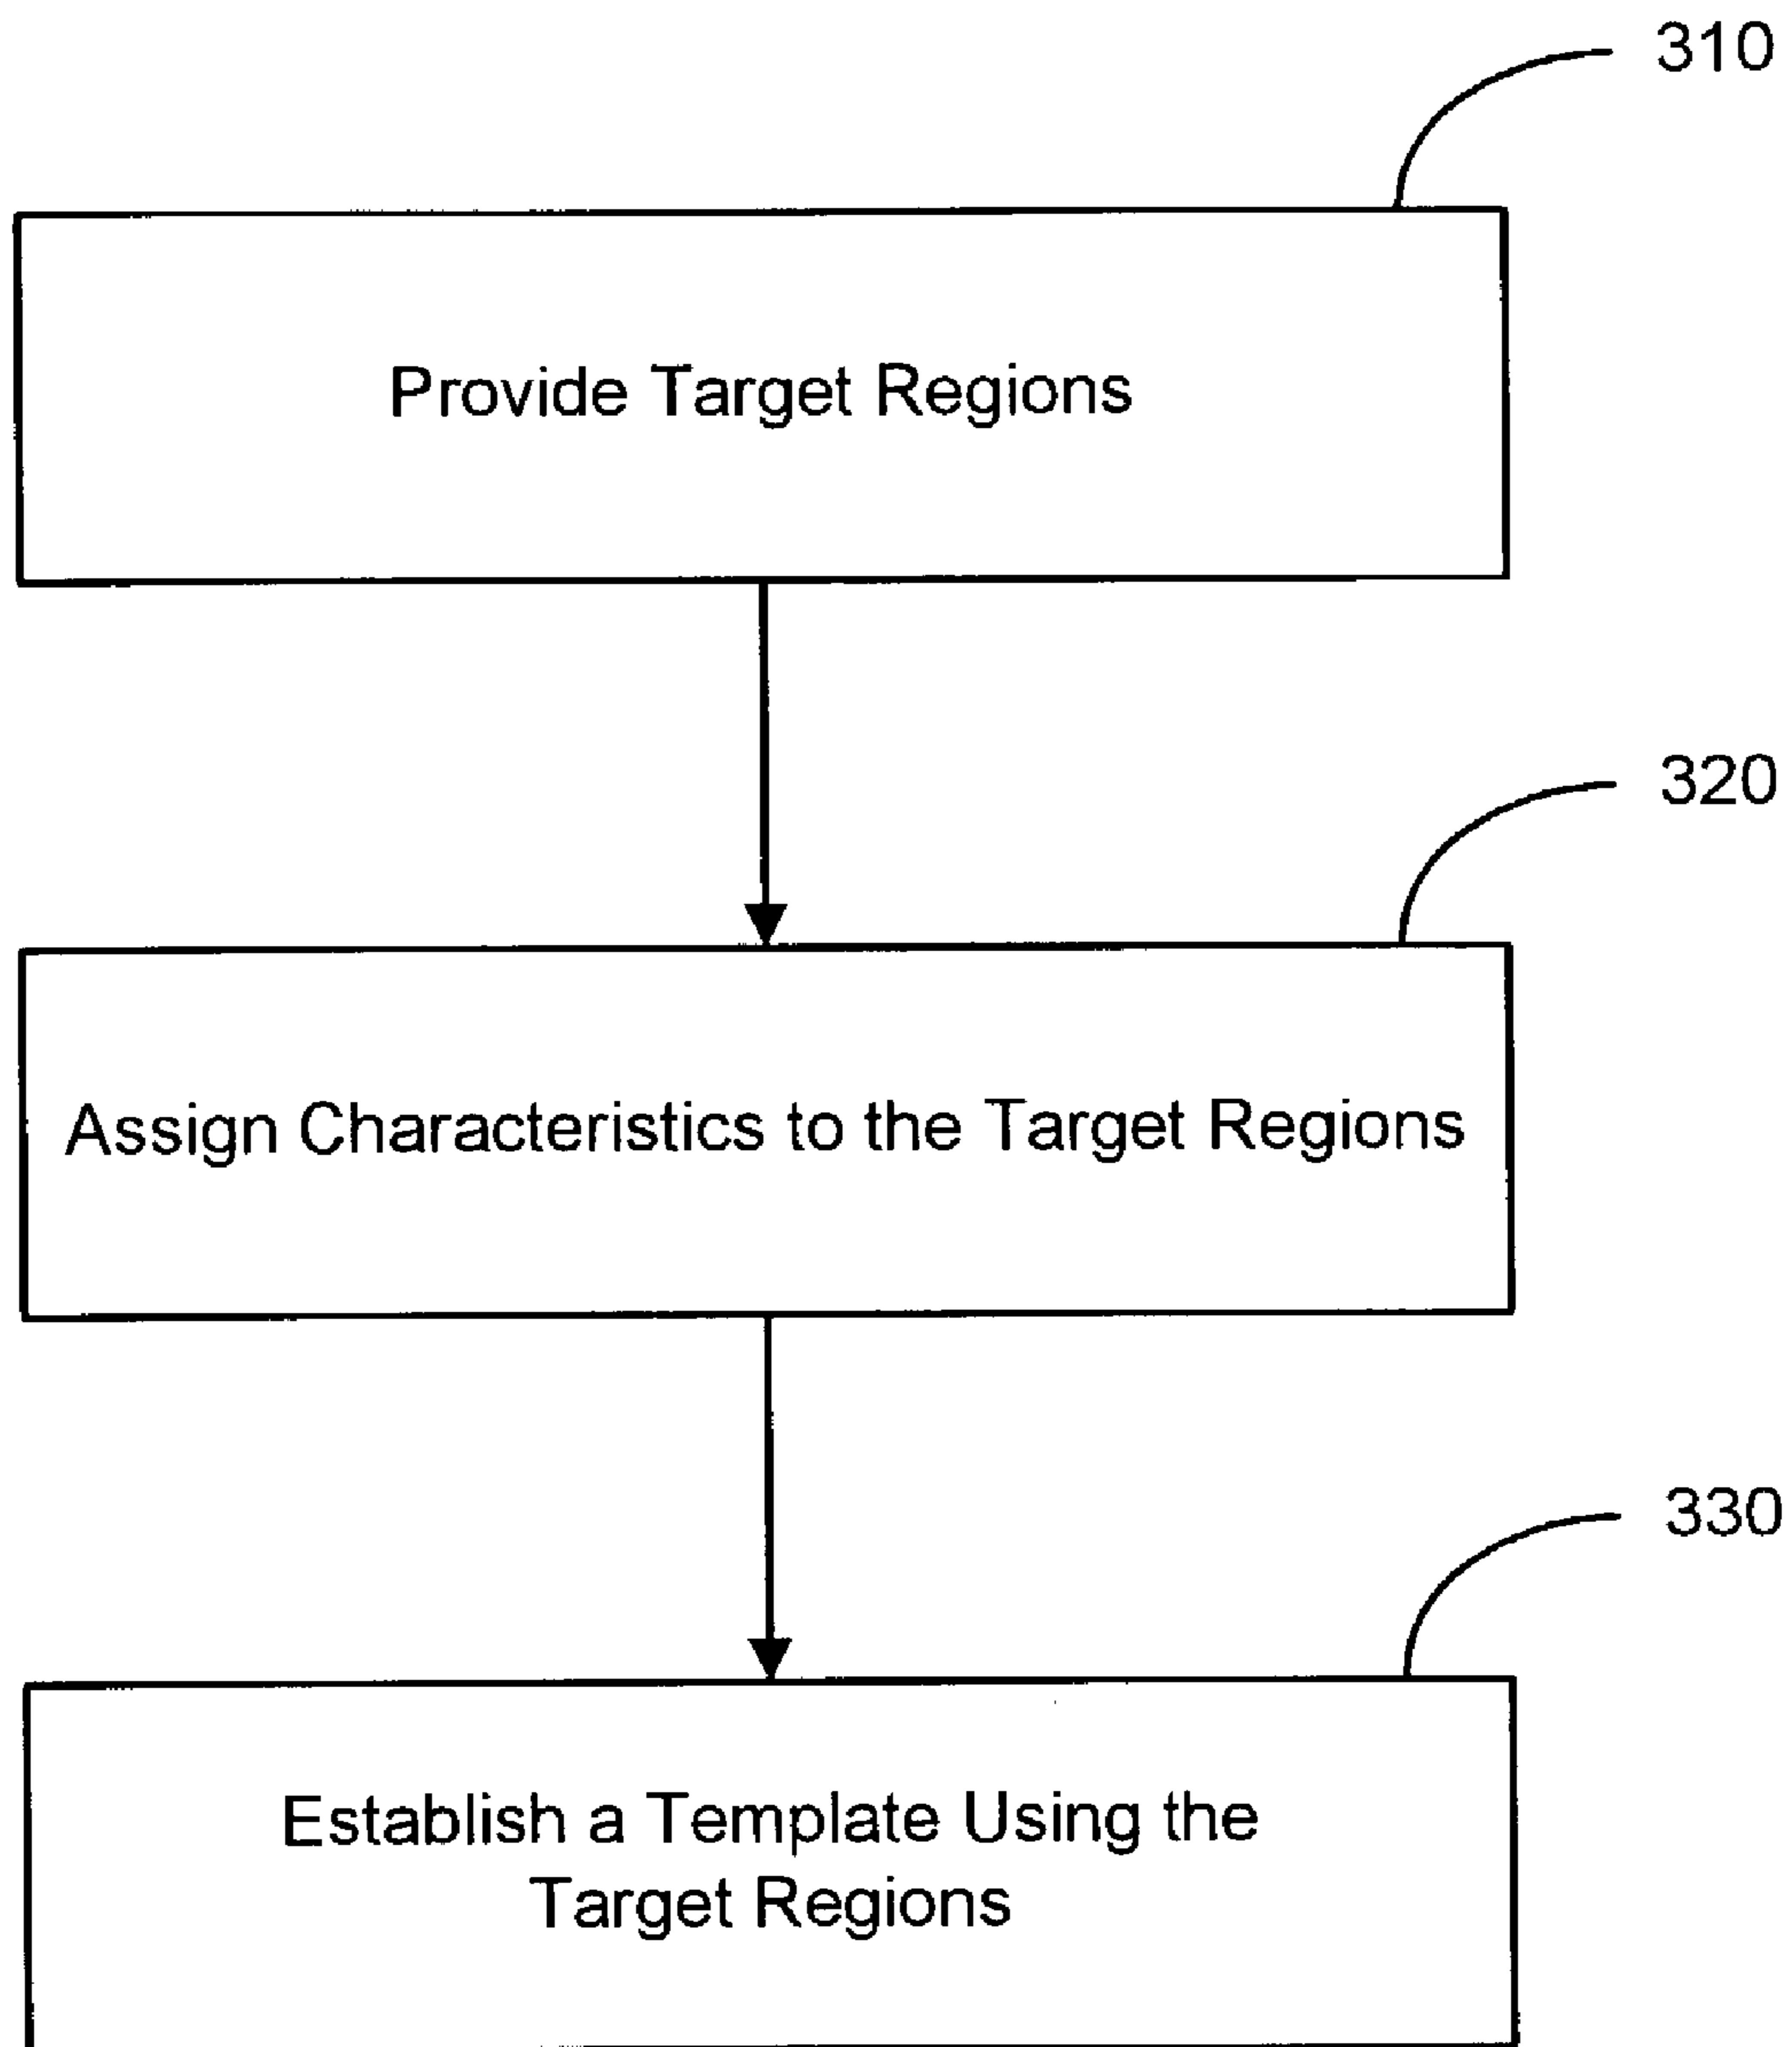 310
Provide Target Regions
320
Assign Characteristics to the Target Regions
330
Establish a Template Using the
Target Regions